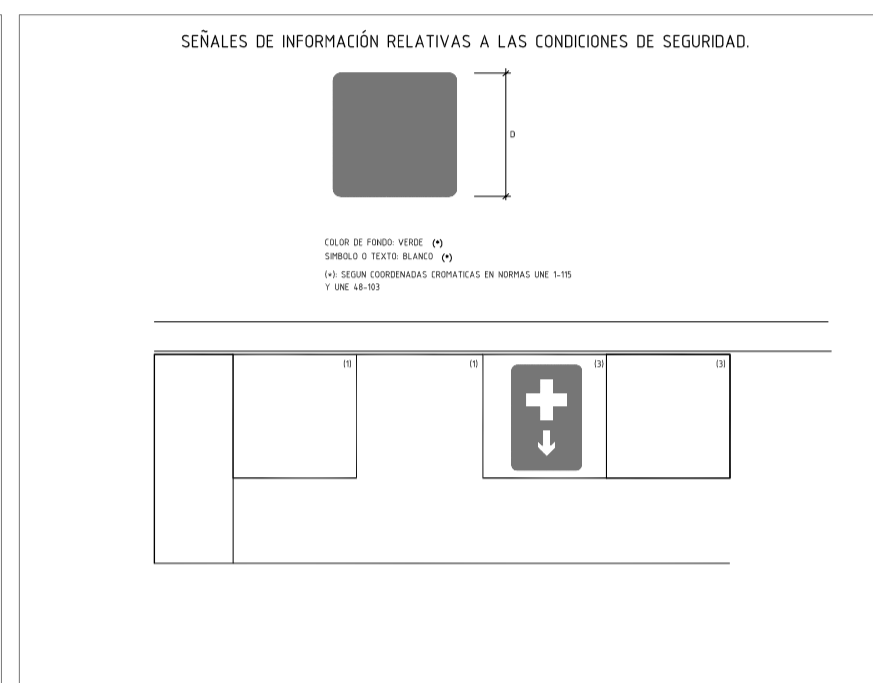 SEÑALES DE INFORMACIÓN RELATIVAS A LAS CONDICIONES DE SEGURIDAD.
D
COLOR DE FONDO: VERDE (*)
SIMBOLO O TEXTO: BLANCO (*)
(*): SEGUN COORDENADAS CROMATICAS EN NORMAS UNE 1-115
Y UNE 48-103
(1) (1) (3) (3)